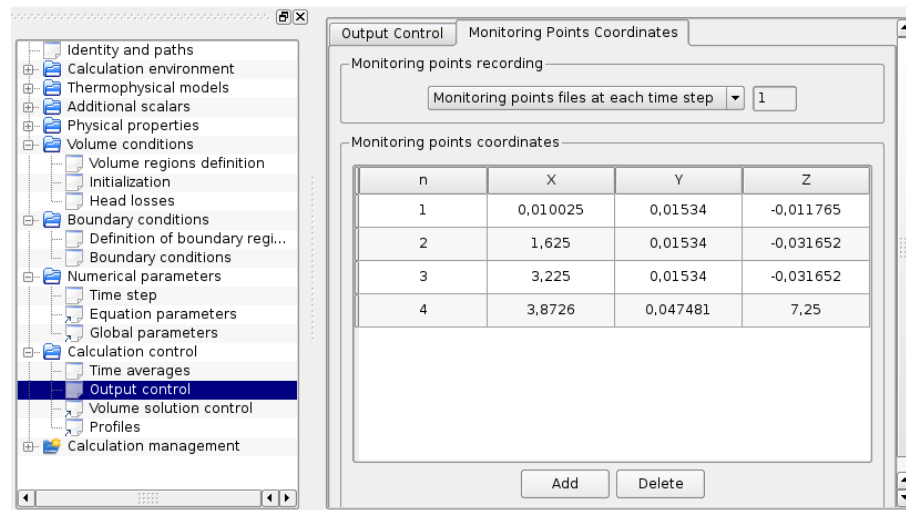 Identity and paths
Calculation environment
Thermophysical models
Additional scalars
Physical properties
Volume conditions
Volume regions definition
Initialization
Head losses
Boundary conditions
Definition of boundary regi...
Boundary conditions
Numerical parameters
Time step
Equation parameters
Global parameters
Calculation control
Time averages
Output control
Volume solution control
Profiles
Calculation management
Output Control Monitoring Points Coordinates
Monitoring points recording
Monitoring points files at each time step 1
Monitoring points coordinates
n X Y Z
1 0,010025 0,01534 -0,011765
2 1,625 0,01534 -0,031652
3 3,225 0,01534 -0,031652
4 3,8726 0,047481 7,25
Add Delete